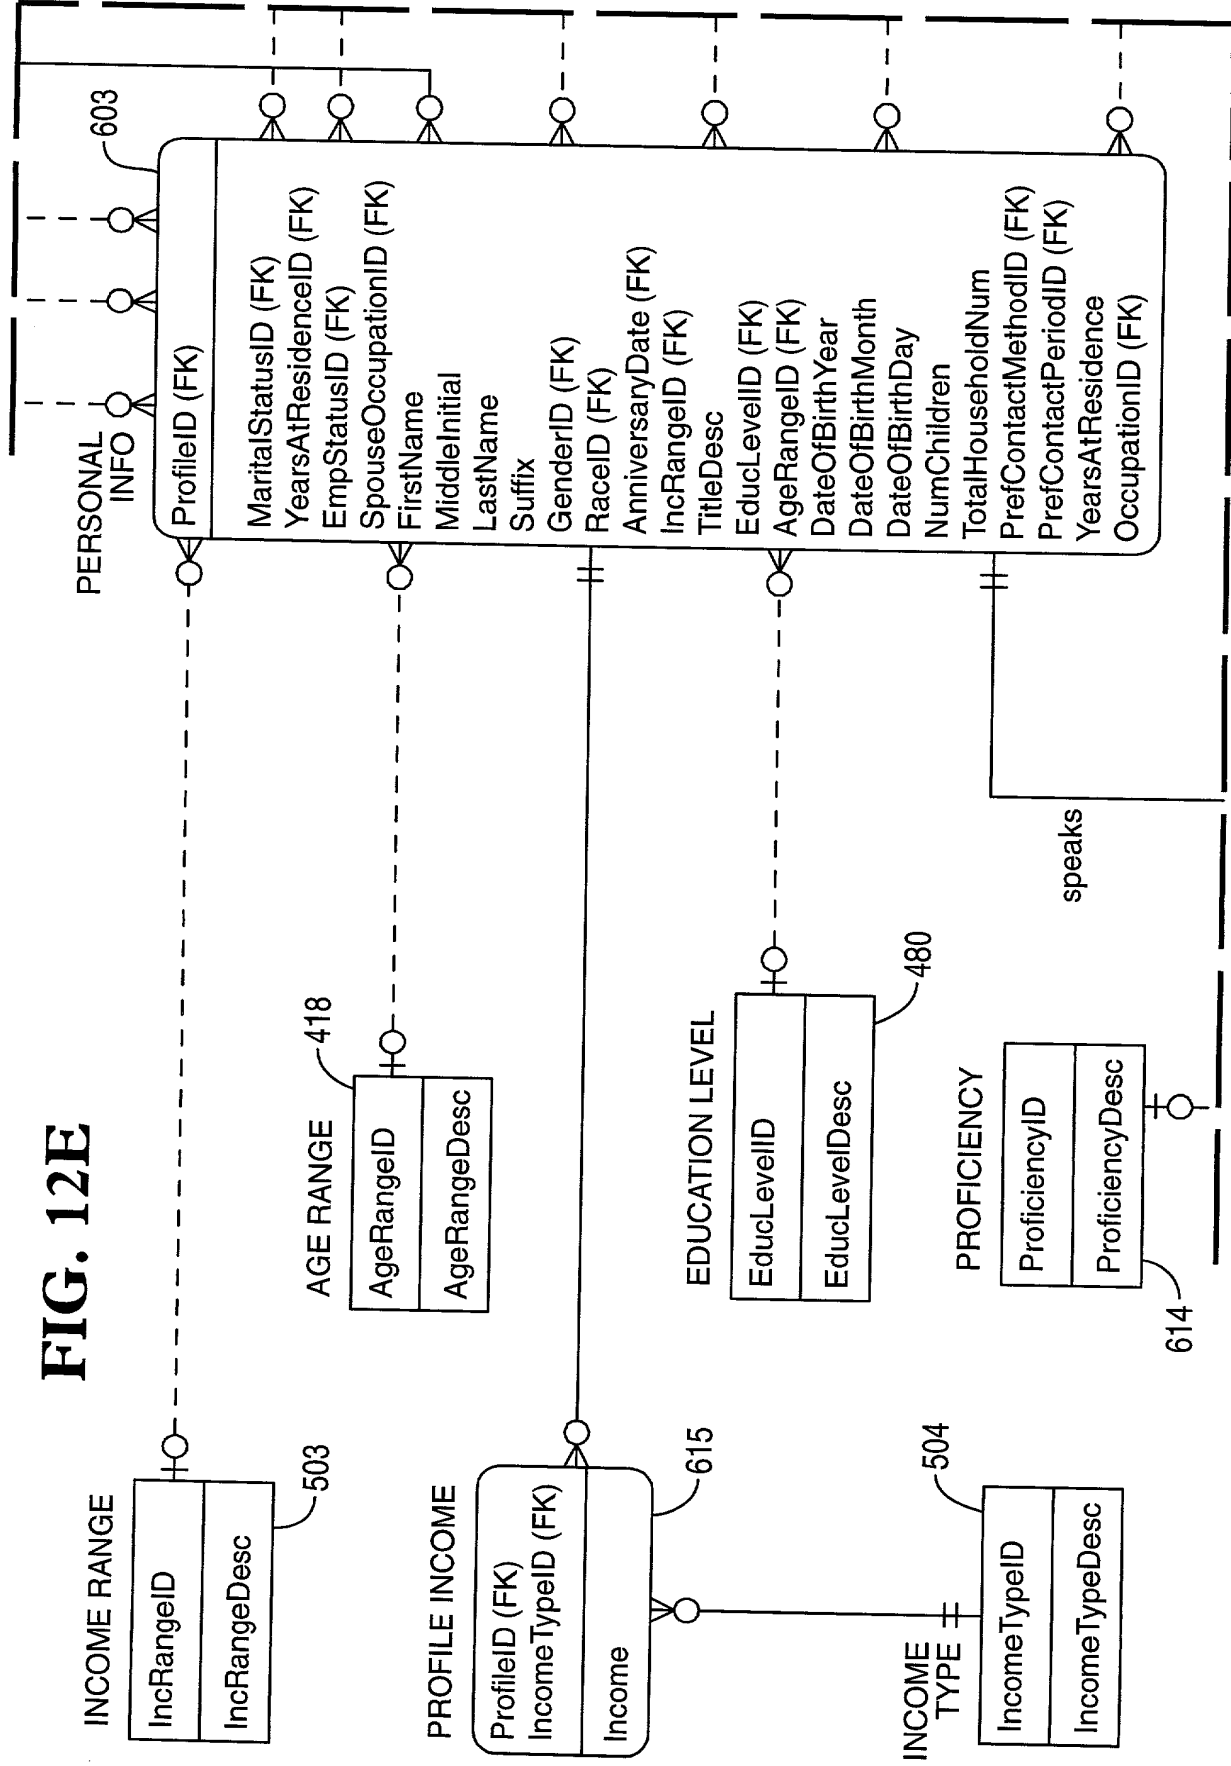 FIG. 12E
INCOME RANGE
IncRangeID
IncRangeDesc
503
PROFILE INCOME
ProfileID (FK)
IncomeTypeID (FK)
Income
615
INCOME
TYPE
IncomeTypeID
IncomeTypeDesc
504
AGE RANGE
AgeRangeID
AgeRangeDesc
418
EDUCATION LEVEL
EducLevelID
EducLevelDesc
480
PROFICIENCY
ProficiencyID
ProficiencyDesc
614
speaks
PERSONAL
INFO
603
ProfileID (FK)
MaritalStatusID (FK)
YearsAtResidenceID (FK)
EmpStatusID (FK)
SpouseOccupationID (FK)
FirstName
MiddleInitial
LastName
Suffix
GenderID (FK)
RaceID (FK)
AnniversaryDate (FK)
IncRangeID (FK)
TitleDesc
EducLevelID (FK)
AgeRangeID (FK)
DateOfBirthYear
DateOfBirthMonth
DateOfBirthDay
NumChildren
TotalHouseholdNum
PrefContactMethodID (FK)
PrefContactPeriodID (FK)
YearsAtResidence
OccupationID (FK)